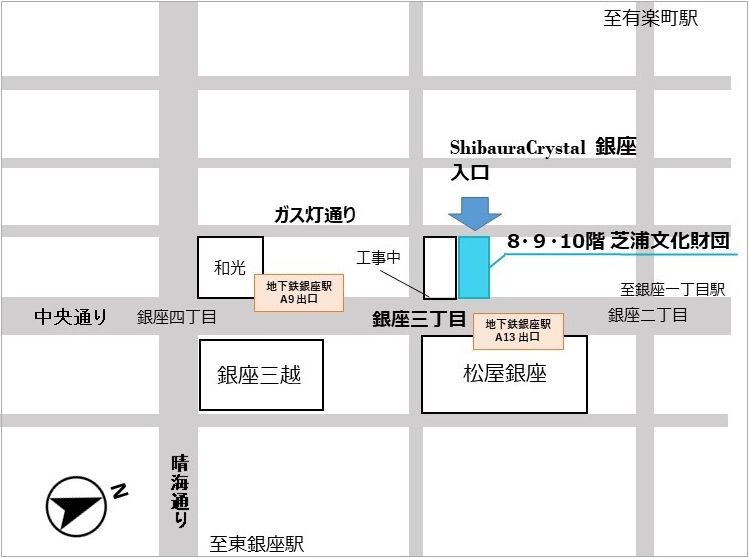 至有楽町駅
ShibauraCrystal 銀座
入口
ガス灯通り
8・9・10階 芝浦文化財団
和光
工事中
地下鉄銀座駅
A9 出口
至銀座一丁目駅
中央通り
銀座四丁目
銀座三丁目
地下鉄銀座駅
A13 出口
銀座二丁目
銀座三越
松屋銀座
晴海通り
N
至東銀座駅